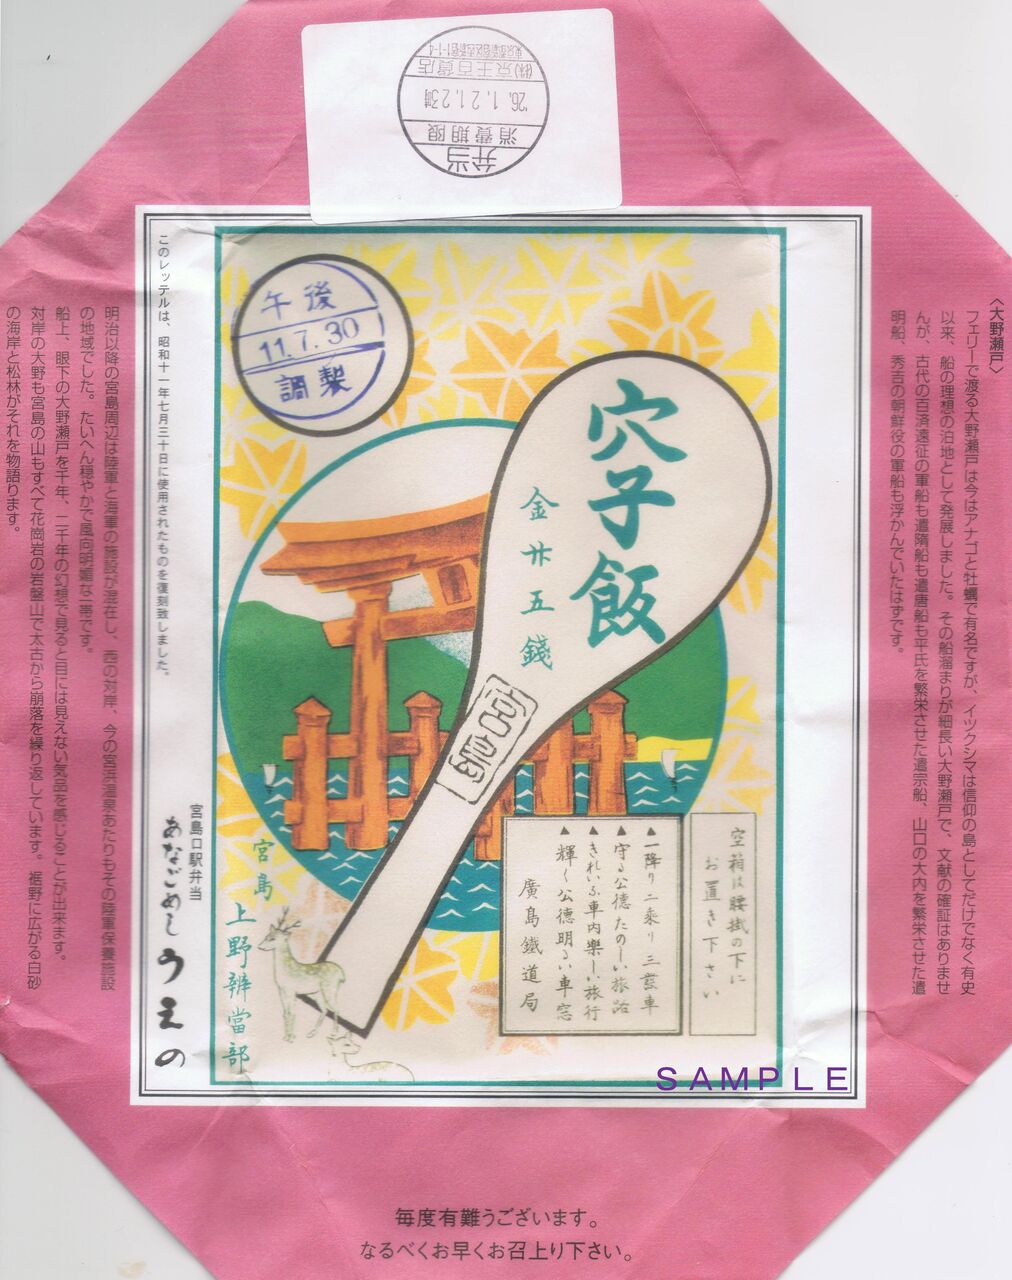 弁当
消費期限
'26.1.21.23時
(株)京王百貨店
東京都新宿区西新宿1-1-4
〈大野瀬戸〉
フェリーで渡る大野瀬戸は今はアナゴと牡蠣で有名ですが、イツクシマは信仰の島としてだけでなく有史
以来、船の理想の泊地として発展しました。その船溜まりが細長い大野瀬戸で、文献の確証はありませ
んが、古代の百済遠征の軍船も遣隋船も遣唐船も平氏を繁栄させた遣宋船、山口の大内を繁栄させた遣
明船、秀吉の朝鮮役の軍船も浮かんでいたはずです。
午後
11.7.30
調製
穴子飯
金廿五錢
宮島
空箱は腰掛の下に
お置き下さい
▲一降り二乗り三発車
▲守る公徳たのしい旅路
▲きれいな車内楽しい旅行
▲輝く公徳明るい車窓
廣島鐵道局
宮島
上野辨當部
このレッテルは、昭和十一年七月三十日に使用されたものを復刻致しました。
宮島口駅弁当
あなごめしうえの
明治以降の宮島周辺は陸軍と海軍の施設が混在し、西の対岸、今の宮浜温泉あたりもその陸軍保養施設
の地域でした。たいへん穏やかで風向明媚な一帯です。
船上、眼下の大野瀬戸を千年、二千年の幻想で見ると目には見えない気品を感じることが出来ます。
対岸の大野も宮島の山もすべて花崗岩の岩盤山で太古から崩落を繰り返しています。裾野に広がる白砂
の海岸と松林がそれを物語ります。
SAMPLE
毎度有難うございます。
なるべくお早くお召上り下さい。